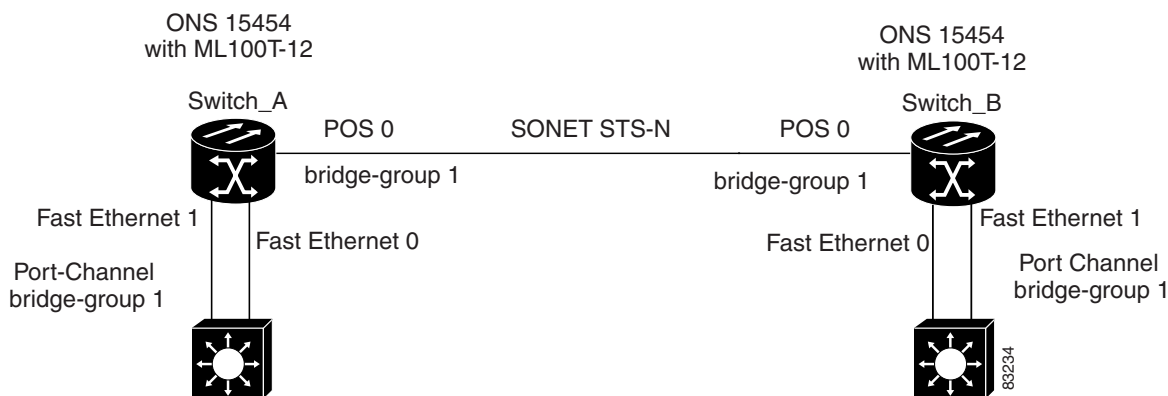 ONS 15454
with ML100T-12
ONS 15454
with ML100T-12
Switch_A
Switch_B
POS 0
SONET STS-N
POS 0
bridge-group 1
bridge-group 1
Fast Ethernet 1
Fast Ethernet 0
Fast Ethernet 0
Fast Ethernet 1
Port-Channel
bridge-group 1
Port Channel
bridge-group 1
83234